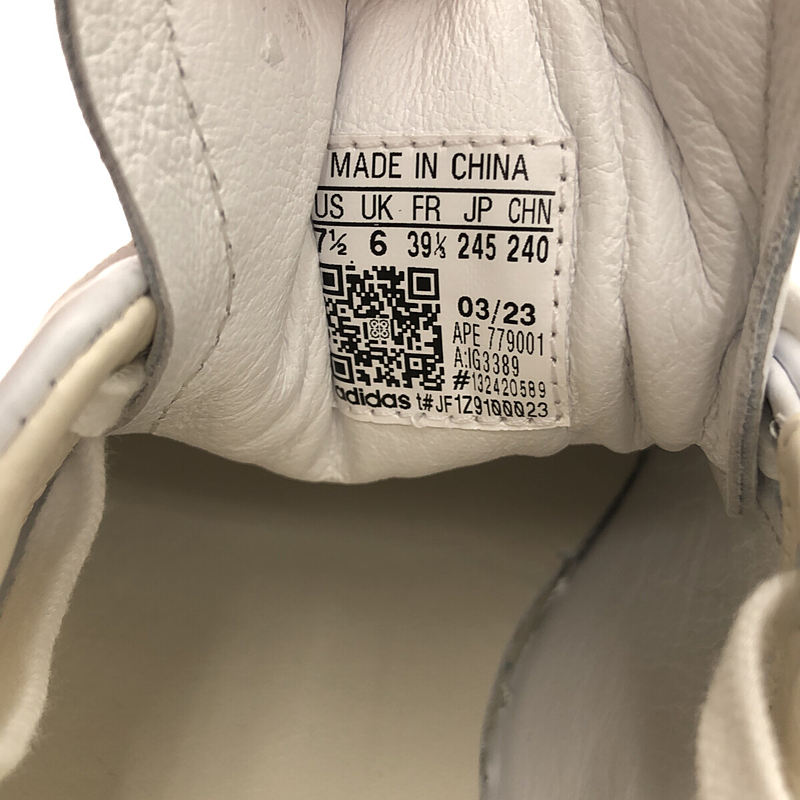 MADE IN CHINA
US UK FR JP CHN
7½ 6 39⅓ 245 240
03/23
APE 779001
A:IG3389
#132420589
adidas t#JF1Z9100023